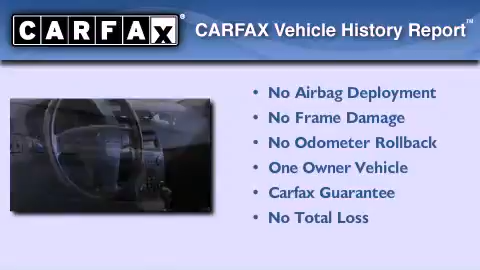 CARFAX® CARFAX Vehicle History Report™
• No Airbag Deployment
• No Frame Damage
• No Odometer Rollback
• One Owner Vehicle
• Carfax Guarantee
• No Total Loss